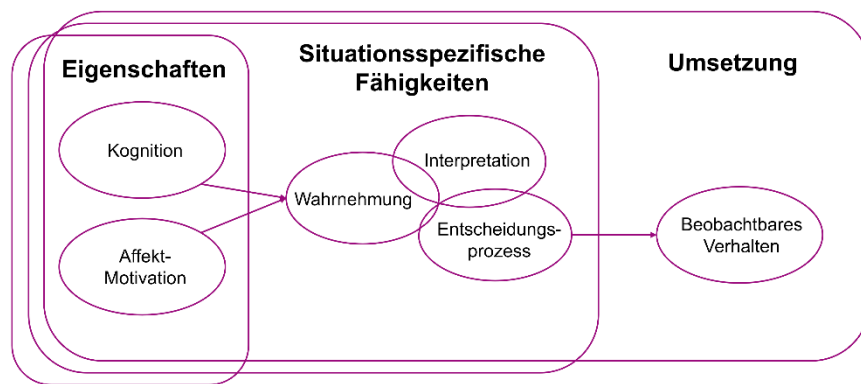 Eigenschaften
Situationsspezifische
Fähigkeiten
Umsetzung
Kognition
Affekt-
Motivation
Wahrnehmung
Interpretation
Entscheidungs-
prozess
Beobachtbares
Verhalten